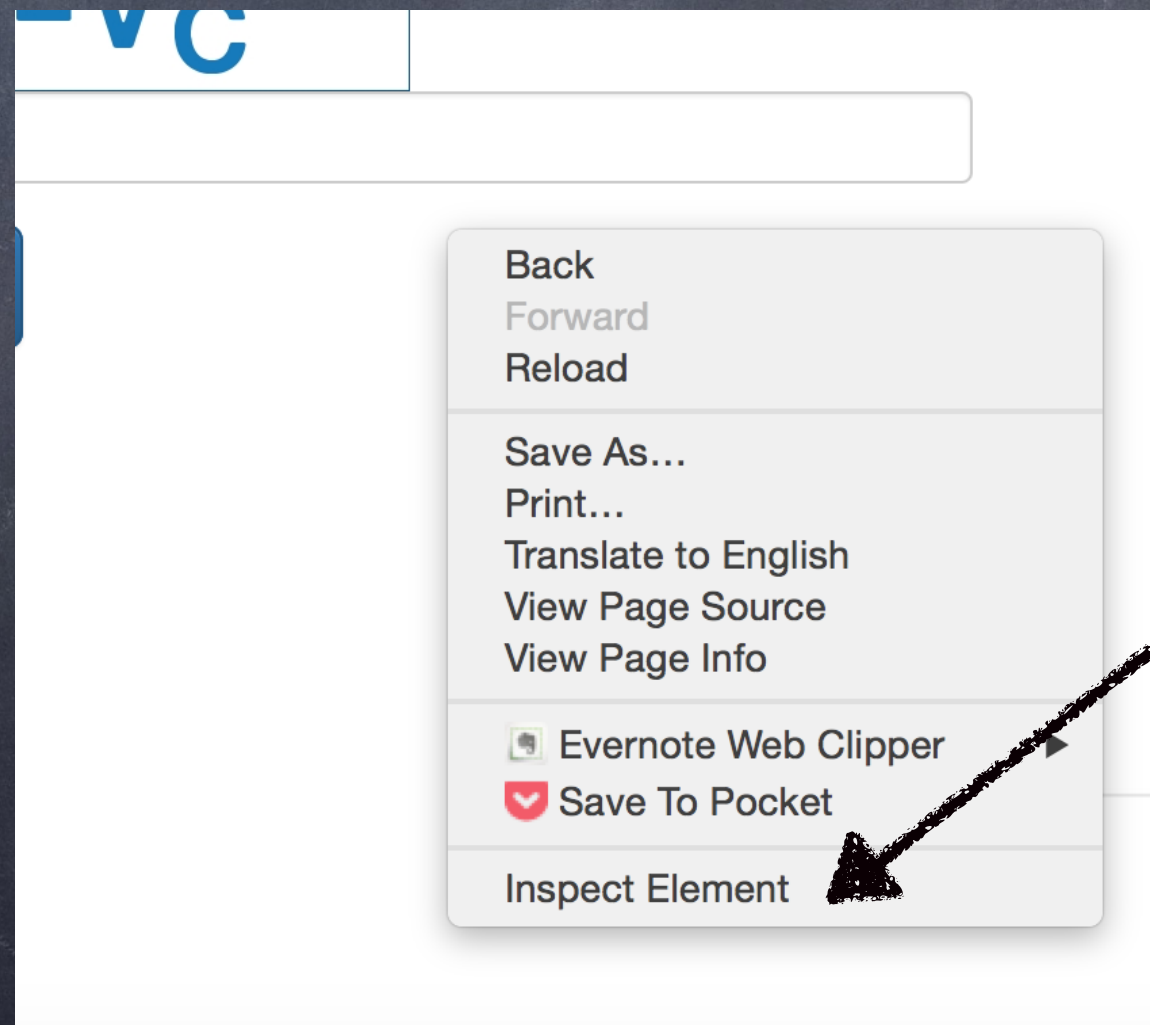 VC
Back
Forward
Reload
Save As...
Print...
Translate to English
View Page Source
View Page Info
Evernote Web Clipper
Save To Pocket
Inspect Element